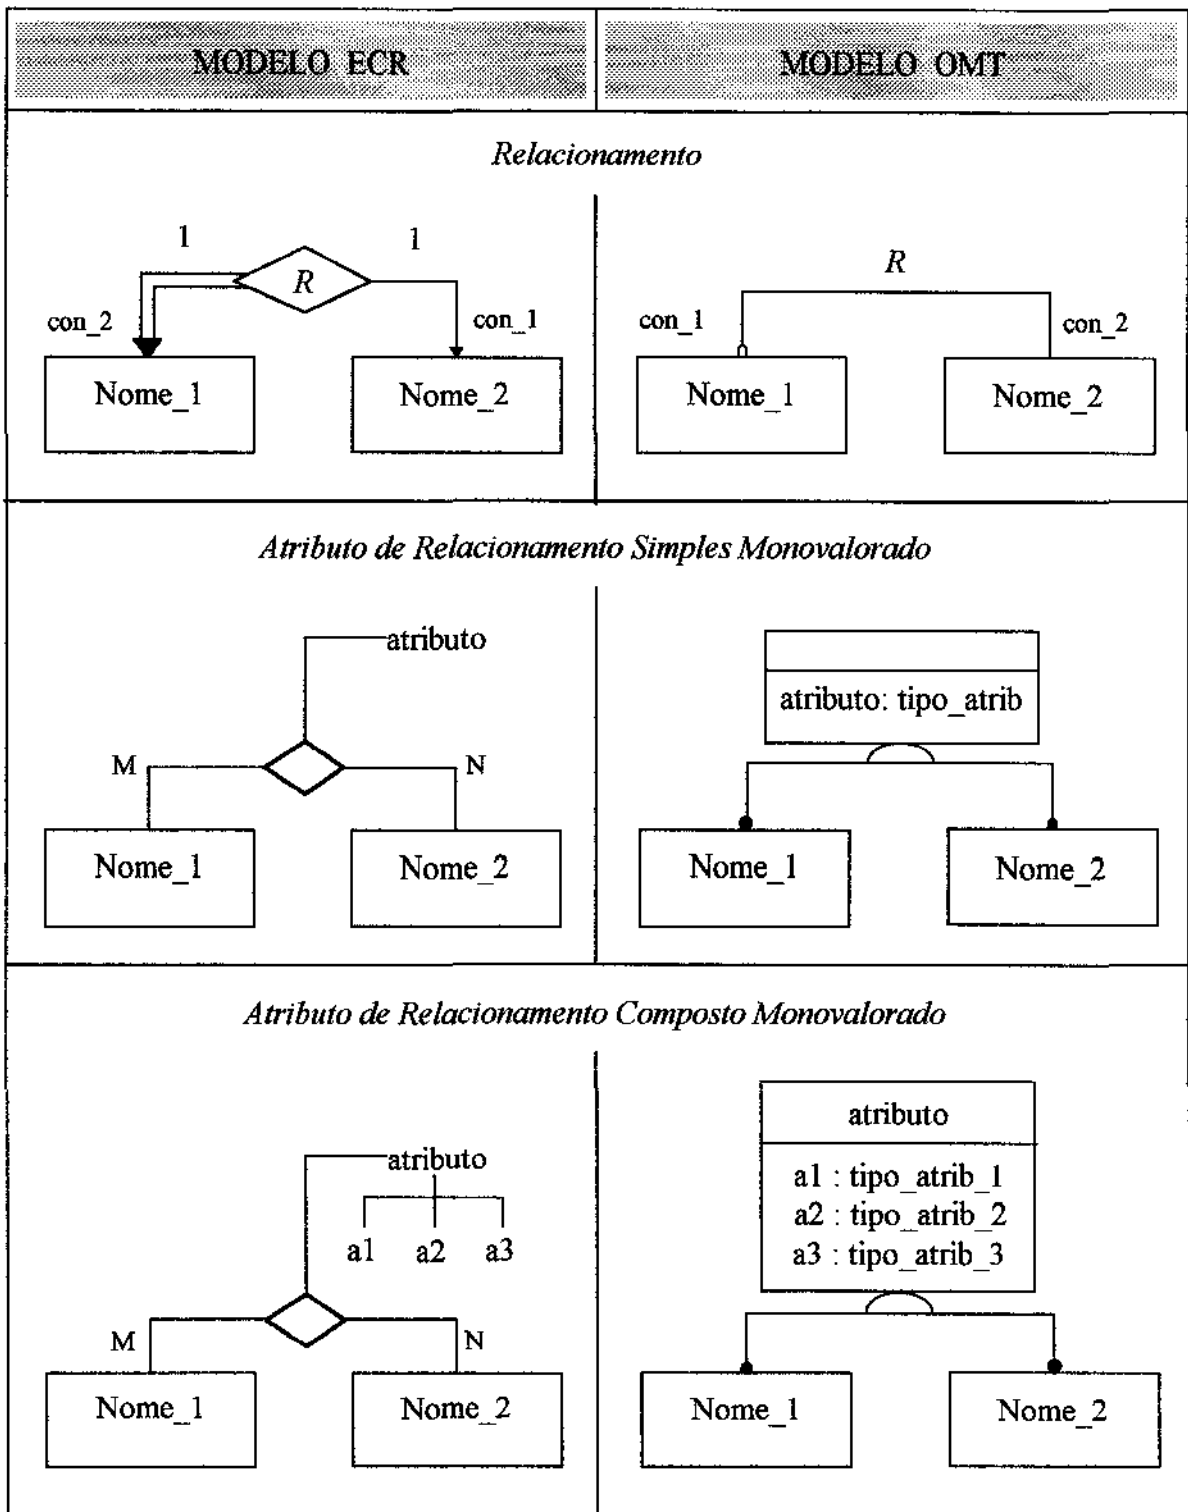 MODELO ECR
MODELO OMT
Relacionamento
1
1
R
con_2
con_1
Nome_1
Nome_2
R
con_1
con_2
Nome_1
Nome_2
Atributo de Relacionamento Simples Monovalorado
atributo
M
N
Nome_1
Nome_2
atributo: tipo_atrib
Nome_1
Nome_2
Atributo de Relacionamento Composto Monovalorado
atributo
a1 a2 a3
M
N
Nome_1
Nome_2
atributo
a1 : tipo_atrib_1
a2 : tipo_atrib_2
a3 : tipo_atrib_3
Nome_1
Nome_2